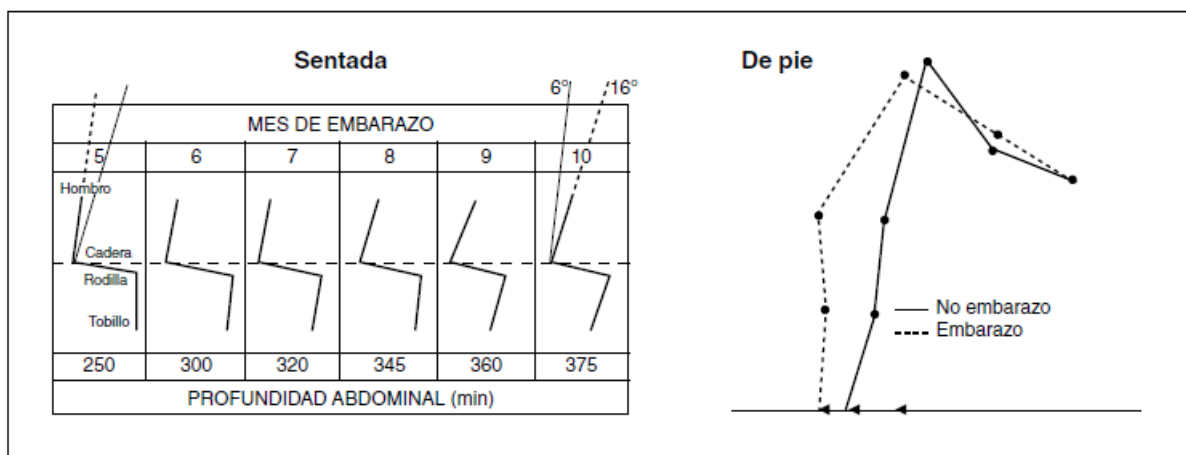 Sentada
6° 16°
MES DE EMBARAZO
5 6 7 8 9 10
Hombro
Cadera
Rodilla
Tobillo
250 300 320 345 360 375
PROFUNDIDAD ABDOMINAL (min)
De pie
No embarazo
Embarazo